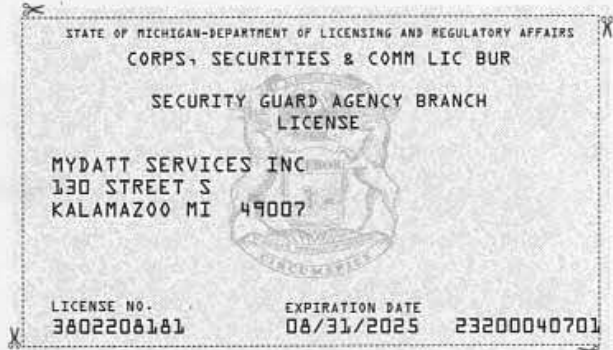 STATE OF MICHIGAN-DEPARTMENT OF LICENSING AND REGULATORY AFFAIRS
CORPS, SECURITIES & COMM LIC BUR
SECURITY GUARD AGENCY BRANCH
LICENSE
MYDATT SERVICES INC
130 STREET S
KALAMAZOO MI 49007
CIRCUMSPICE
LICENSE NO. EXPIRATION DATE
3802208181 08/31/2025 23200040701